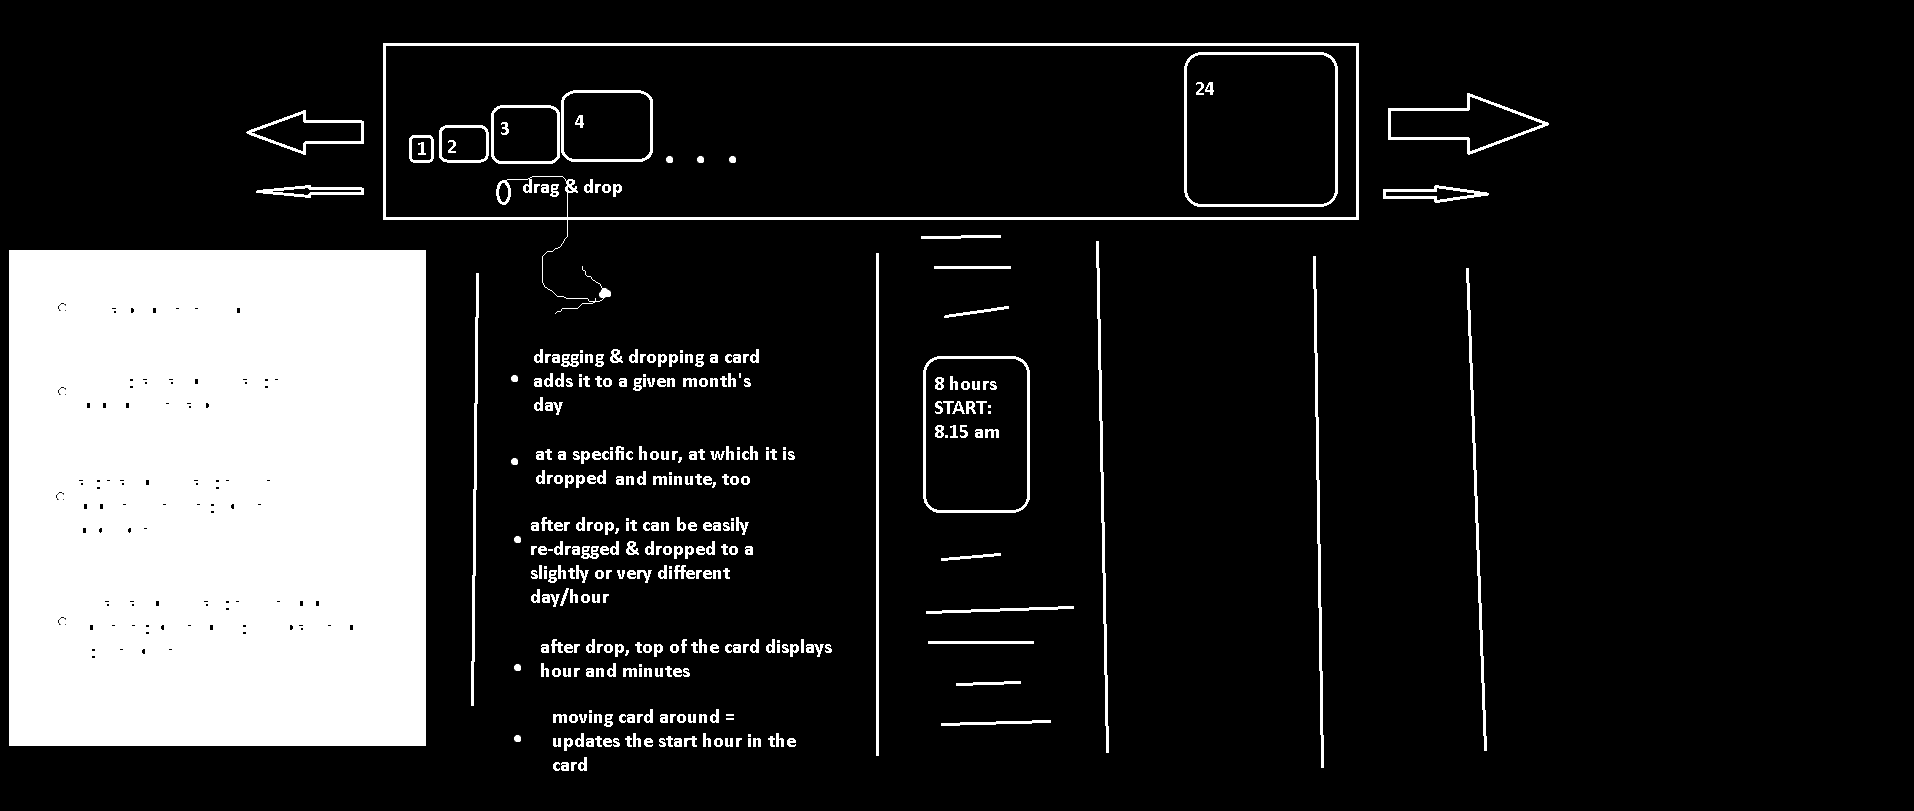 24
3
4
1
2
drag & drop
dragging & dropping a card
adds it to a given month's
day
at a specific hour, at which it is
dropped and minute, too
after drop, it can be easily
re-dragged & dropped to a
slightly or very different
day/hour
after drop, top of the card displays
hour and minutes
moving card around =
updates the start hour in the
card
8 hours
START:
8.15 am